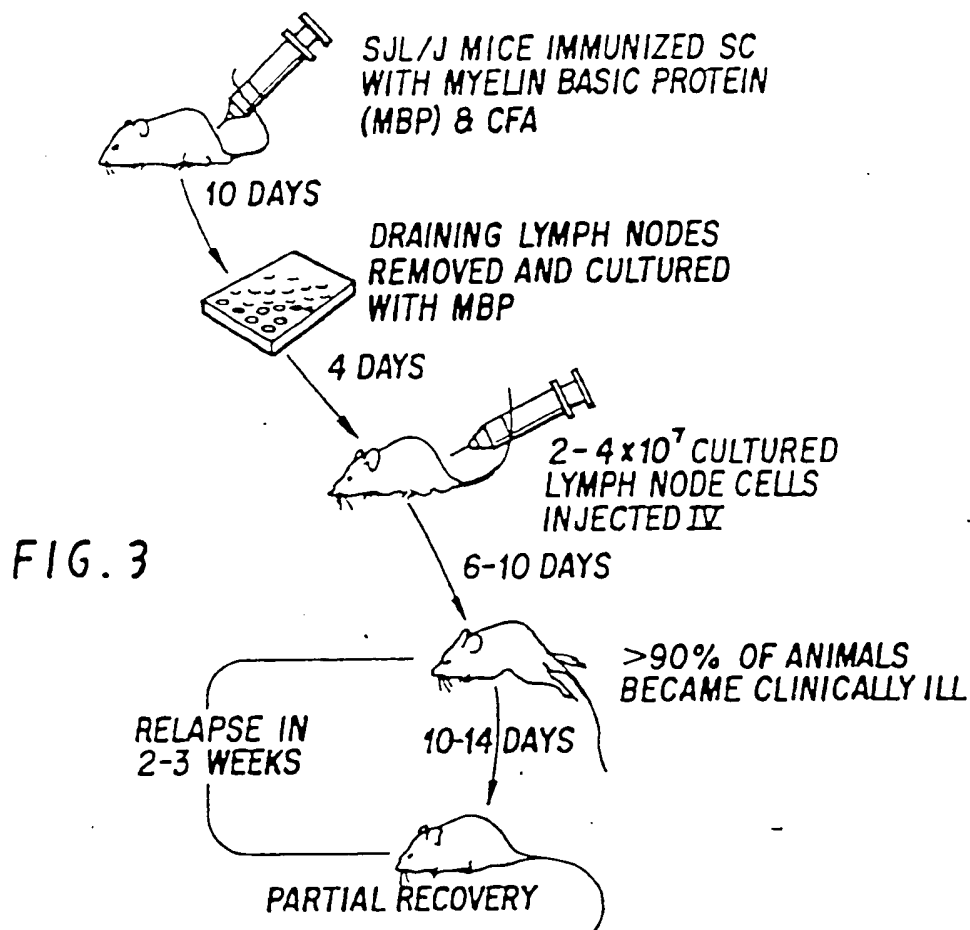 SJL/J MICE IMMUNIZED SC
WITH MYELIN BASIC PROTEIN
(MBP) & CFA
10 DAYS
DRAINING LYMPH NODES
REMOVED AND CULTURED
WITH MBP
4 DAYS
2-4x10⁷ CULTURED
LYMPH NODE CELLS
INJECTED IV
FIG. 3
6-10 DAYS
>90% OF ANIMALS
BECAME CLINICALLY ILL
RELAPSE IN
2-3 WEEKS
10-14 DAYS
PARTIAL RECOVERY